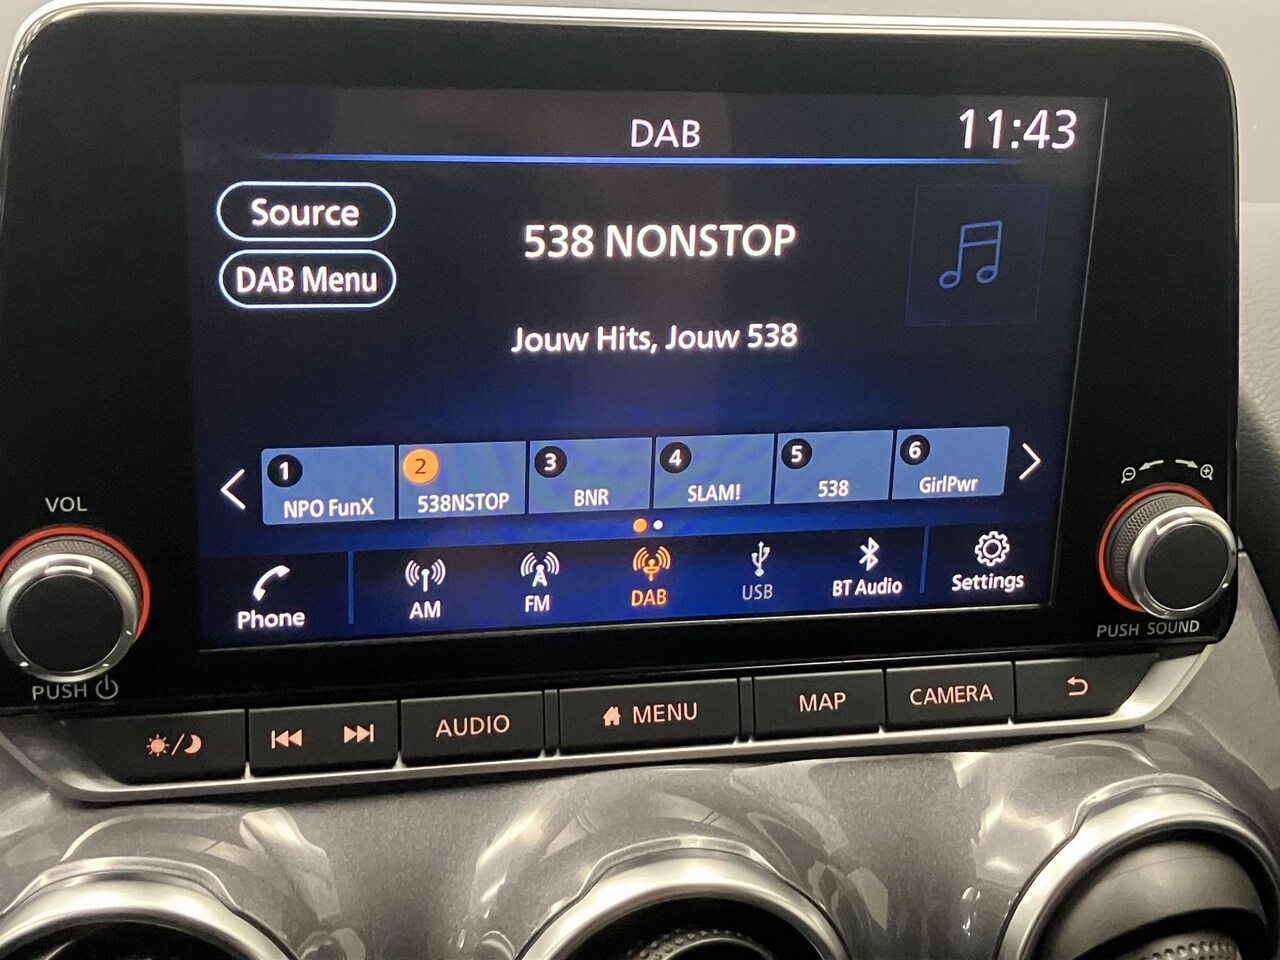 DAB
11:43
Source
DAB Menu
538 NONSTOP
Jouw Hits, Jouw 538
1 NPO FunX
2 538NSTOP
3 BNR
4 SLAM!
5 538
6 GirlPwr
Phone
AM
FM
DAB
USB
BT Audio
Settings
VOL
PUSH
PUSH SOUND
AUDIO
MENU
MAP
CAMERA